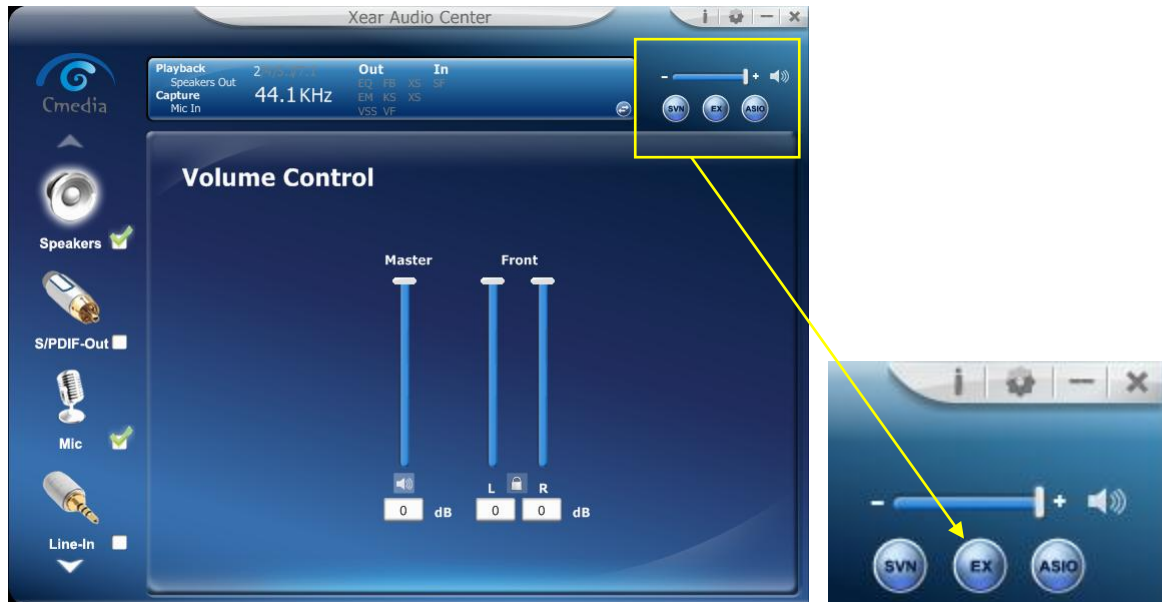 Xear Audio Center
i
Cmedia
Playback
Speakers Out
Capture
Mic In
2
44.1KHz
Out In
EQ FB XS SF
EM KS XS
VSS VF
- +
SVN EX ASIO
Volume Control
Speakers
S/PDIF-Out
Mic
Line-In
Master Front
L R
0 dB 0 0 dB
i
- +
SVN EX ASIO